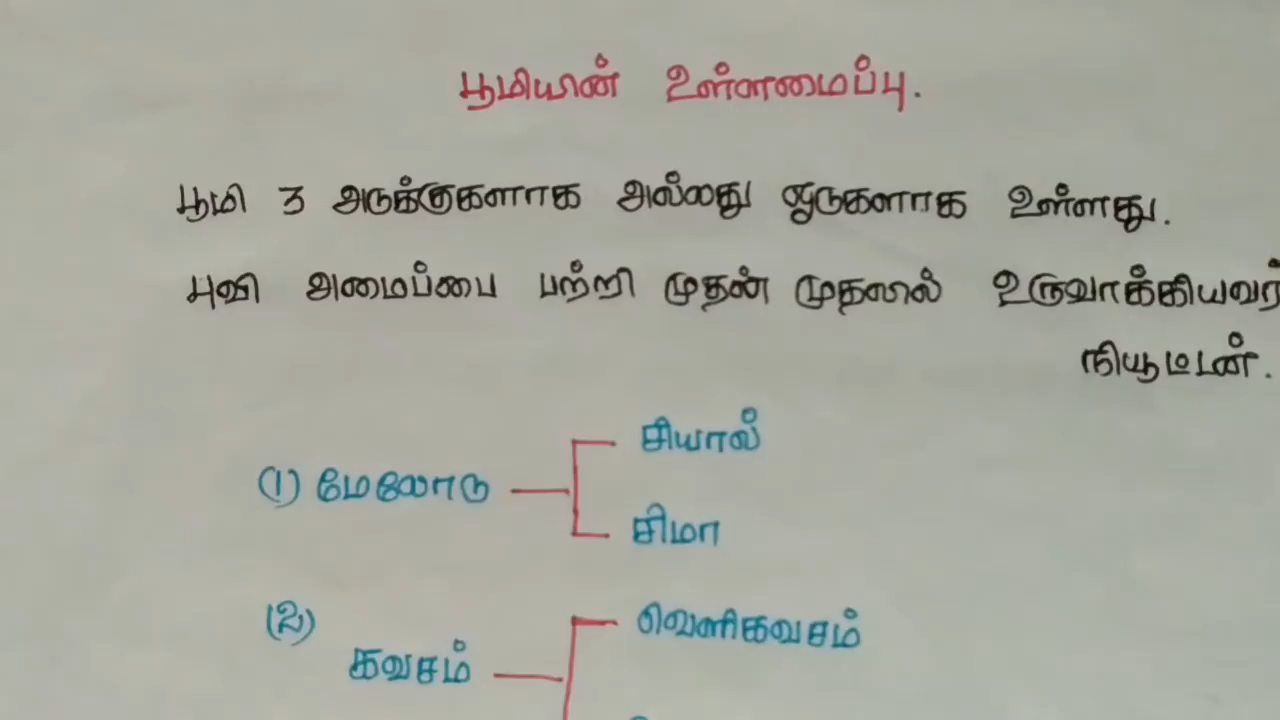 பூமியின் உள்ளமைப்பு.
பூமி 3 அடுக்குகளாக அல்லது ஓடுகளாக உள்ளது.
புவி அமைப்பை பற்றி முதன் முதலில் உருவாக்கியவர்
நியூட்டன்.
(1) மேலோடு
சியால்
சிமா
(2)
கவசம்
வெளிகவசம்